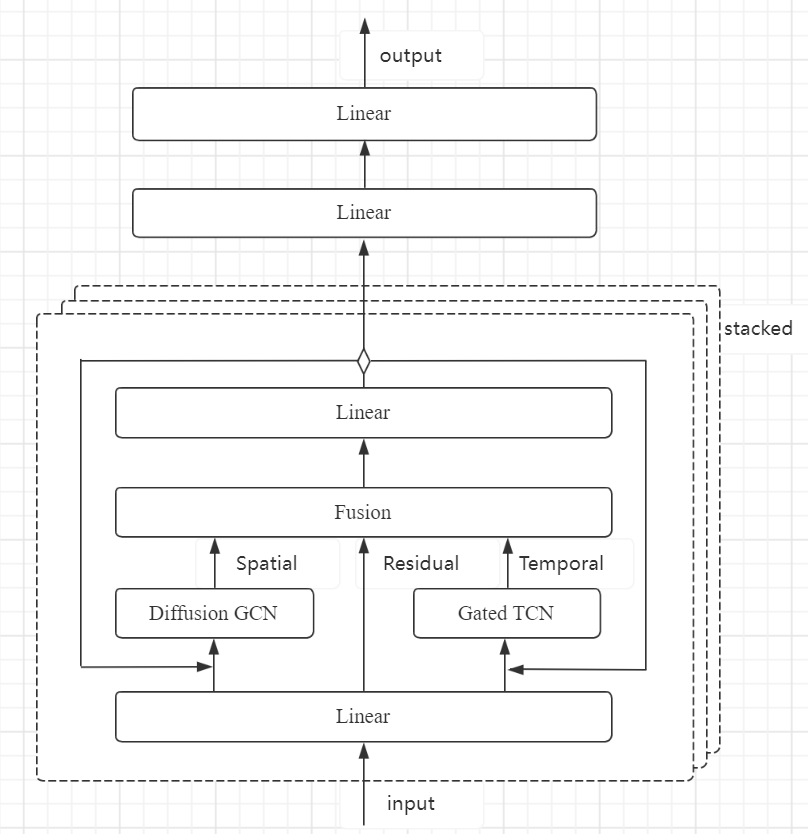 output
Linear
Linear
stacked
Linear
Fusion
Spatial
Residual
Temporal
Diffusion GCN
Gated TCN
Linear
input